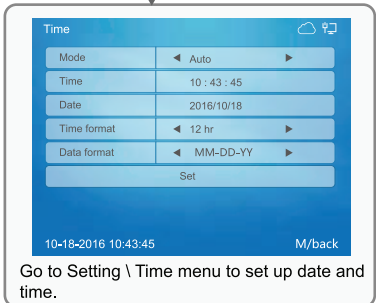 Time
Mode ◀ Auto ▶
Time 10 : 43 : 45
Date 2016/10/18
Time format ◀ 12 hr ▶
Data format ◀ MM-DD-YY ▶
Set
10-18-2016 10:43:45 M/back
Go to Setting \ Time menu to set up date and
time.